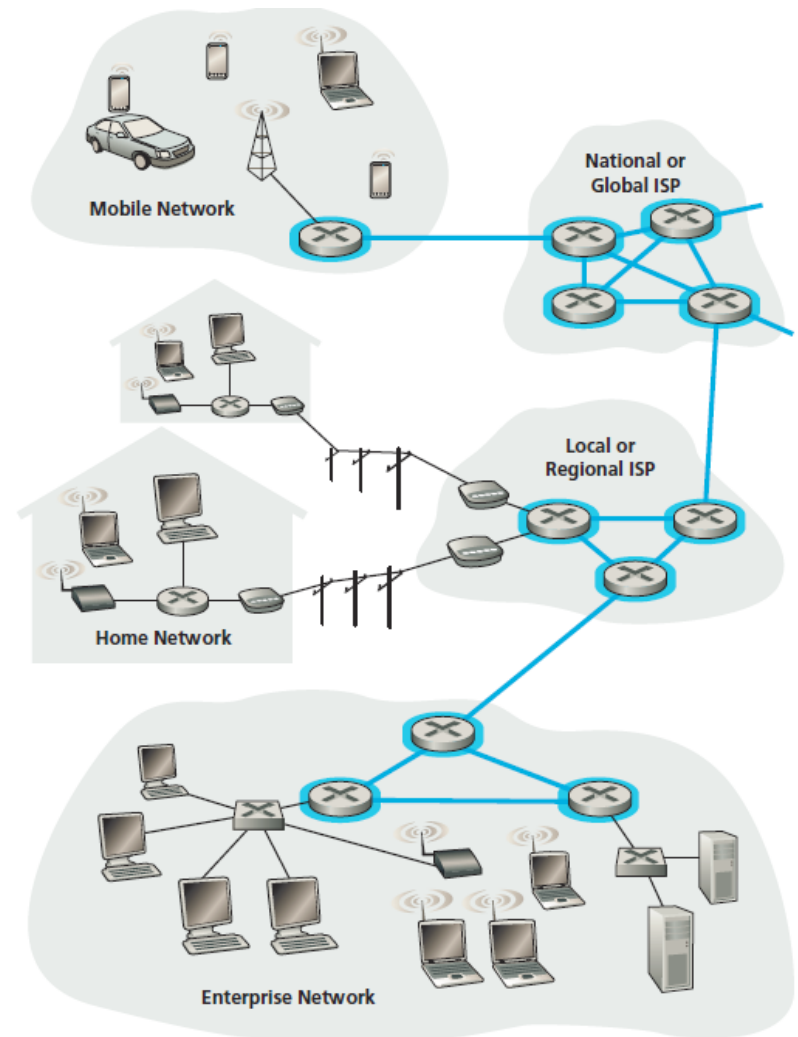 Mobile Network
National or
Global ISP
Local or
Regional ISP
Home Network
Enterprise Network